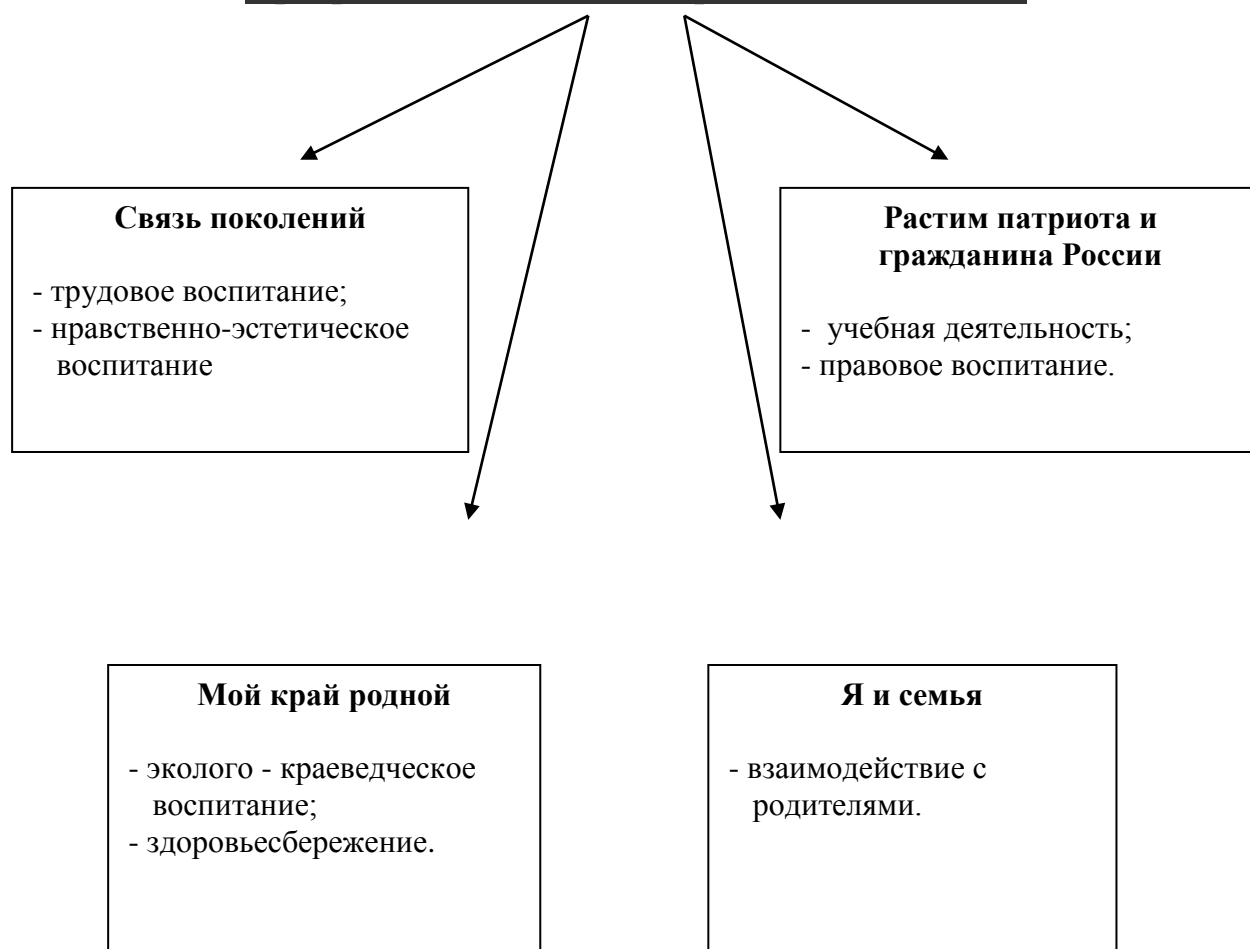 Связь поколений
- трудовое воспитание;
- нравственно-эстетическое
воспитание
Растим патриота и
гражданина России
- учебная деятельность;
- правовое воспитание.
Мой край родной
- эколого - краеведческое
воспитание;
- здоровьесбережение.
Я и семья
- взаимодействие с
родителями.